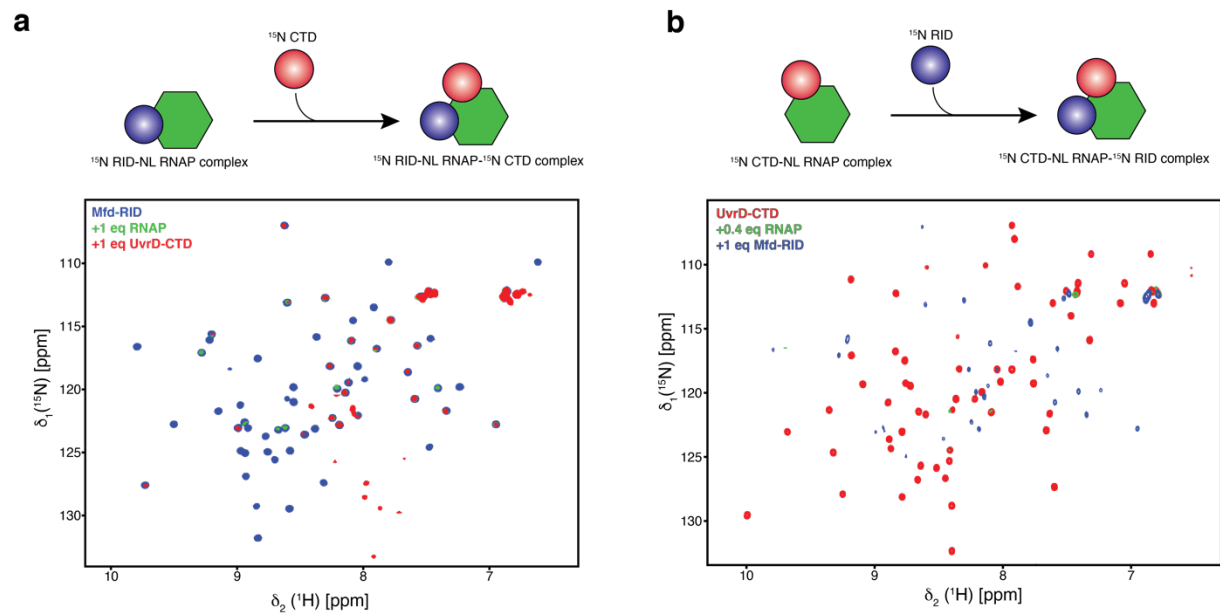 a
¹⁵N CTD
¹⁵N RID-NL RNAP complex
¹⁵N RID-NL RNAP-¹⁵N CTD complex
Mfd-RID
+1 eq RNAP
+1 eq UvrD-CTD
110
115
120
125
130
δ₁(¹⁵N) [ppm]
10
9
8
7
δ₂ (¹H) [ppm]
b
¹⁵N RID
¹⁵N CTD-NL RNAP complex
¹⁵N CTD-NL RNAP-¹⁵N RID complex
UvrD-CTD
+0.4 eq RNAP
+1 eq Mfd-RID
110
115
120
125
130
δ₁(¹⁵N) [ppm]
10
9
8
7
δ₂ (¹H) [ppm]